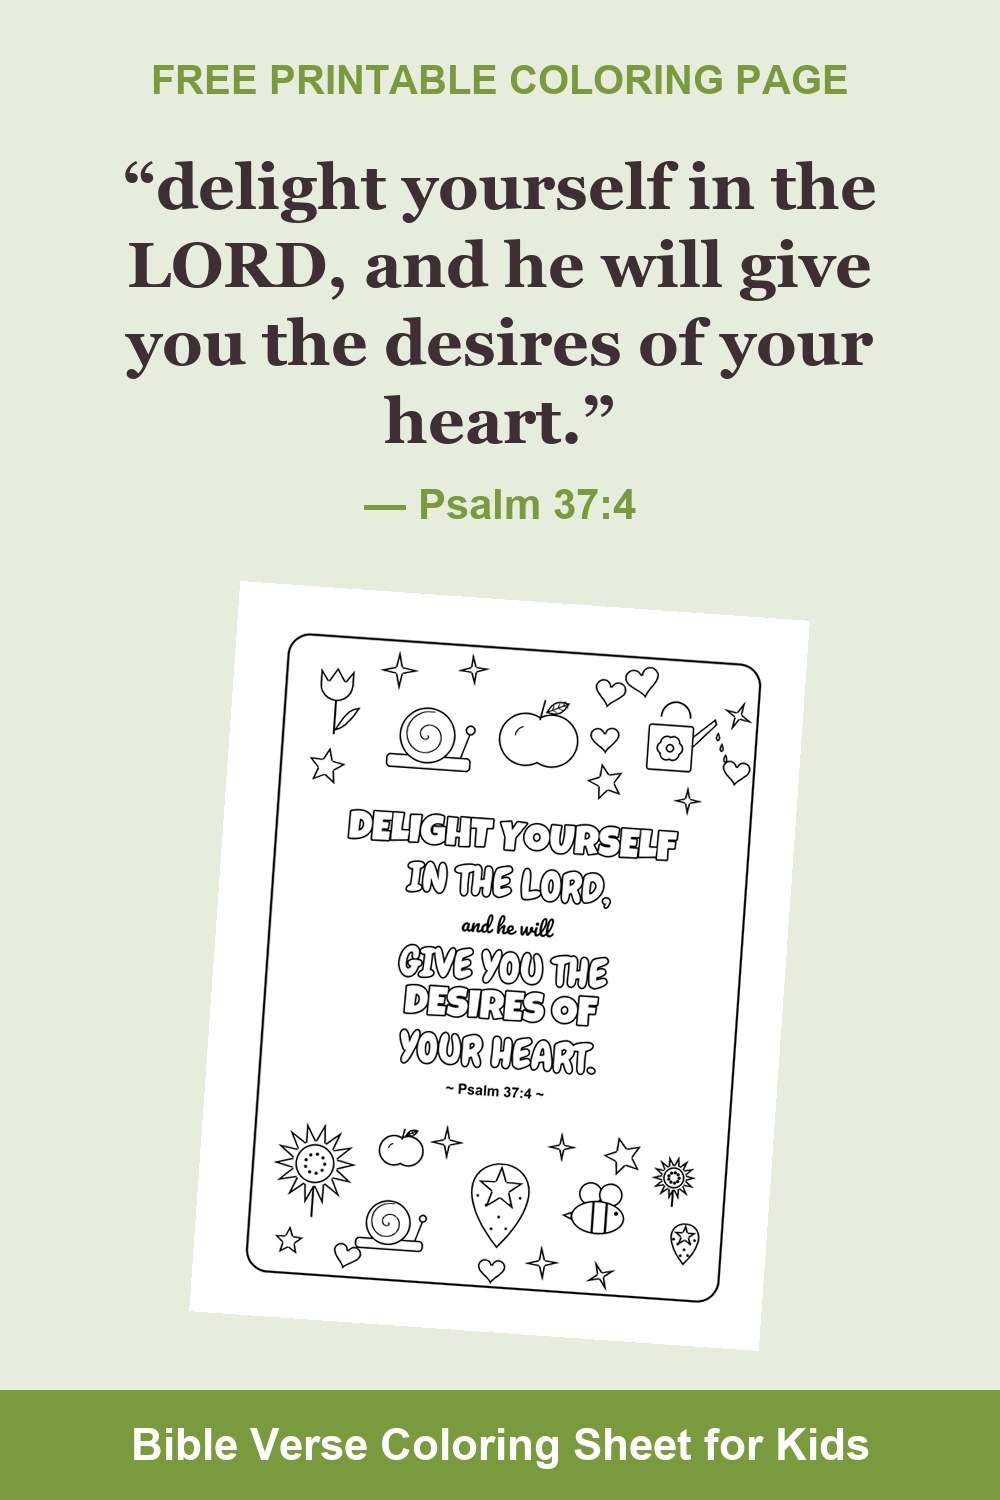 FREE PRINTABLE COLORING PAGE
“delight yourself in the
LORD, and he will give
you the desires of your
heart.”
— Psalm 37:4
DELIGHT YOURSELF
IN THE LORD,
and he will
GIVE YOU THE
DESIRES OF
YOUR HEART.
~ Psalm 37:4 ~
Bible Verse Coloring Sheet for Kids